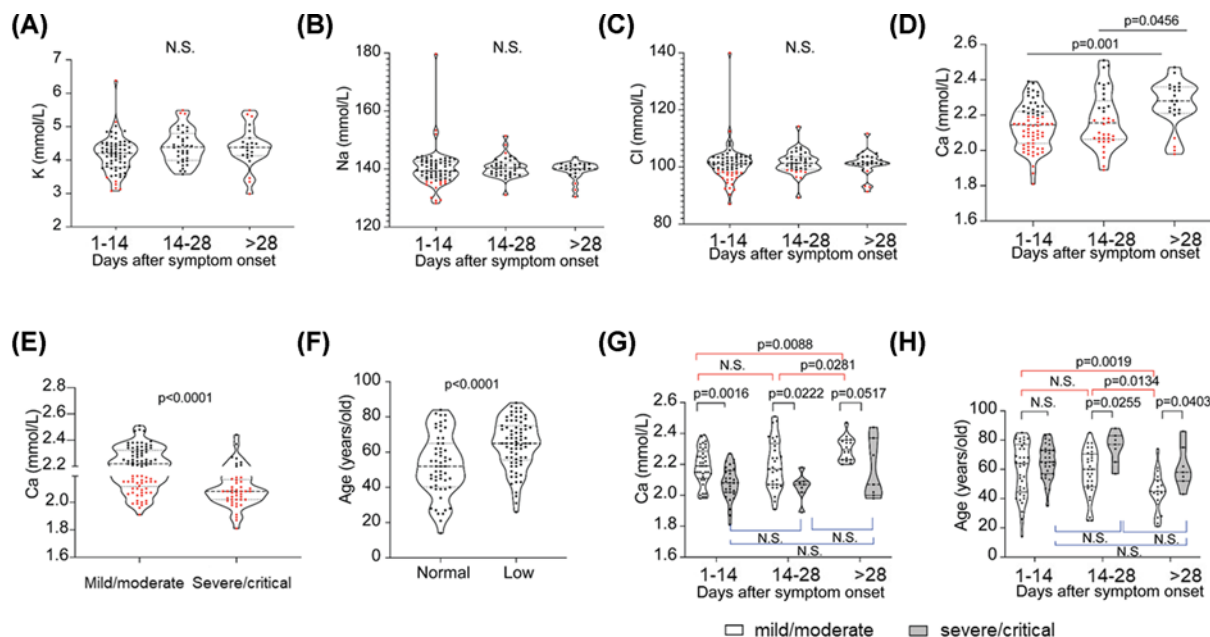 (A)
N.S.
K (mmol/L)
7
6
5
4
3
2
1-14
14-28
>28
Days after symptom onset
(B)
N.S.
Na (mmol/L)
180
160
140
120
1-14
14-28
>28
Days after symptom onset
(C)
N.S.
Cl (mmol/L)
140
120
100
80
1-14
14-28
>28
Days after symptom onset
(D)
p=0.0456
p=0.001
Ca (mmol/L)
2.6
2.4
2.2
2.0
1.8
1.6
1-14
14-28
>28
Days after symptom onset
(E)
p<0.0001
Ca (mmol/L)
2.8
2.6
2.4
2.2
2.2
2.0
1.8
1.6
Mild/moderate
Severe/critical
(F)
p<0.0001
Age (years/old)
100
80
60
40
20
0
Normal
Low
(G)
p=0.0088
N.S.
p=0.0281
p=0.0016
p=0.0222
p=0.0517
Ca (mmol/L)
2.6
2.4
2.2
2.0
1.8
1.6
N.S.
N.S.
N.S.
1-14
14-28
>28
Days after symptom onset
(H)
p=0.0019
N.S.
p=0.0134
N.S.
p=0.0255
p=0.0403
Age (years/old)
100
80
60
40
20
0
N.S.
N.S.
N.S.
1-14
14-28
>28
Days after symptom onset
mild/moderate
severe/critical